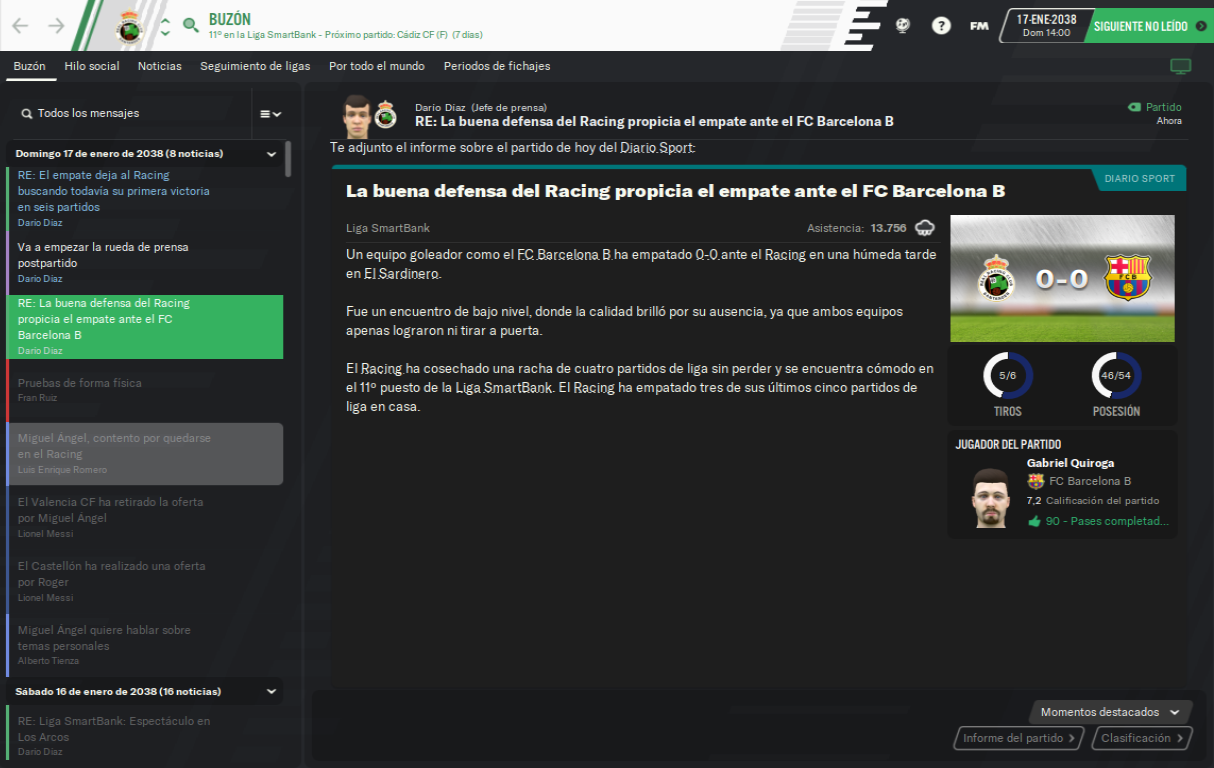 BUZÓN
11º en la Liga SmartBank - Próximo partido: Cádiz CF (F) (7 días)
FM
17-ENE-2038
Dom 14:00
SIGUIENTE NO LEÍDO
Buzón
Hilo social
Noticias
Seguimiento de ligas
Por todo el mundo
Periodos de fichajes
Todos los mensajes
Domingo 17 de enero de 2038 (8 noticias)
RE: El empate deja al Racing
buscando todavía su primera victoria
en seis partidos
Darío Díaz
Va a empezar la rueda de prensa
postpartido
Darío Díaz
RE: La buena defensa del Racing
propicia el empate ante el FC
Barcelona B
Darío Díaz
Pruebas de forma física
Fran Ruiz
Miguel Ángel, contento por quedarse
en el Racing
Luis Enrique Romero
El Valencia CF ha retirado la oferta
por Miguel Ángel
Lionel Messi
El Castellón ha realizado una oferta
por Roger
Lionel Messi
Miguel Ángel quiere hablar sobre
temas personales
Alberto Tienza
Sábado 16 de enero de 2038 (16 noticias)
RE: Liga SmartBank: Espectáculo en
Los Arcos
Darío Díaz
Darío Díaz (Jefe de prensa)
RE: La buena defensa del Racing propicia el empate ante el FC Barcelona B
Partido
Ahora
Te adjunto el informe sobre el partido de hoy del Diario Sport:
DIARIO SPORT
La buena defensa del Racing propicia el empate ante el FC Barcelona B
Liga SmartBank
Asistencia: 13.756
Un equipo goleador como el FC Barcelona B ha empatado 0-0 ante el Racing en una húmeda tarde
en El Sardinero.
Fue un encuentro de bajo nivel, donde la calidad brilló por su ausencia, ya que ambos equipos
apenas lograron ni tirar a puerta.
El Racing ha cosechado una racha de cuatro partidos de liga sin perder y se encuentra cómodo en
el 11º puesto de la Liga SmartBank. El Racing ha empatado tres de sus últimos cinco partidos de
liga en casa.
0-0
FCB
5/6
46/54
TIROS
POSESIÓN
JUGADOR DEL PARTIDO
Gabriel Quiroga
FC Barcelona B
7,2 Calificación del partido
90 - Pases completad...
Momentos destacados
Informe del partido
Clasificación